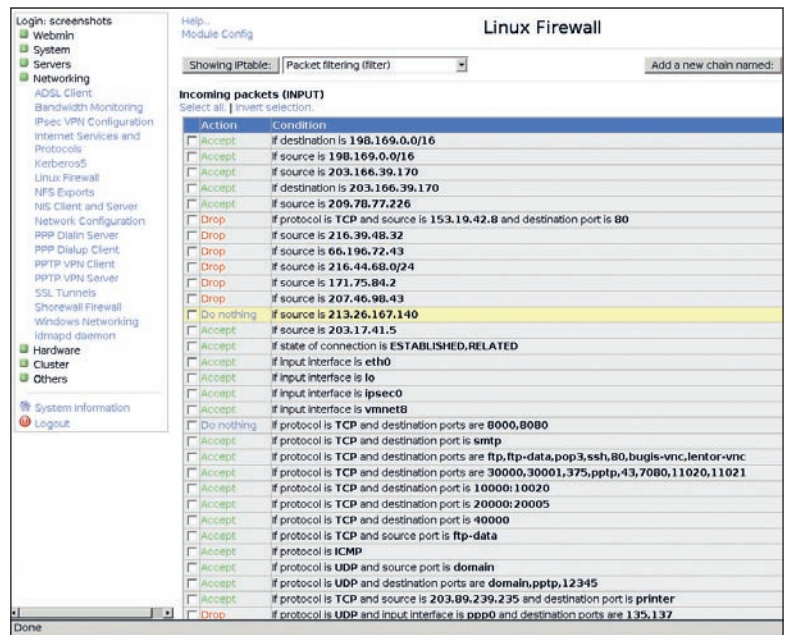 Login: screenshots
Webmin
System
Servers
Networking
ADSL Client
Bandwidth Monitoring
IPsec VPN Configuration
Internet Services and
Protocols
Kerberos5
Linux Firewall
NFS Exports
NIS Client and Server
Network Configuration
PPP Dialin Server
PPP Dialup Client
PPTP VPN Client
PPTP VPN Server
SSL Tunnels
Shorewall Firewall
Windows Networking
idmapd daemon
Hardware
Cluster
Others
System Information
Logout
Help..
Module Config
Linux Firewall
Showing IPtable: Packet filtering (filter) Add a new chain named:
Incoming packets (INPUT)
Select all. | Invert selection.
Action Condition
Accept If destination is 198.169.0.0/16
Accept If source is 198.169.0.0/16
Accept If source is 203.166.39.170
Accept If destination is 203.166.39.170
Accept If source is 209.78.77.226
Drop If protocol is TCP and source is 153.19.42.8 and destination port is 80
Drop If source is 216.39.48.32
Drop If source is 66.196.72.43
Drop If source is 216.44.68.0/24
Drop If source is 171.75.84.2
Drop If source is 207.46.98.43
Do nothing If source is 213.26.167.140
Accept If source is 203.17.41.5
Accept If state of connection is ESTABLISHED,RELATED
Accept If input interface is eth0
Accept If input interface is lo
Accept If input interface is ipsec0
Accept If input interface is vmnet8
Do nothing If protocol is TCP and destination ports are 8000,8080
Accept If protocol is TCP and destination port is smtp
Accept If protocol is TCP and destination ports are ftp,ftp-data,pop3,ssh,80,bugis-vnc,lentor-vnc
Accept If protocol is TCP and destination ports are 30000,30001,375,pptp,43,7080,11020,11021
Accept If protocol is TCP and destination port is 10000:10020
Accept If protocol is TCP and destination port is 20000:20005
Accept If protocol is TCP and destination port is 40000
Accept If protocol is TCP and source port is ftp-data
Accept If protocol is ICMP
Accept If protocol is UDP and source port is domain
Accept If protocol is UDP and destination ports are domain,pptp,12345
Accept If protocol is TCP and source is 203.89.239.235 and destination port is printer
Drop If protocol is UDP and input interface is ppp0 and destination ports are 135,137
Done